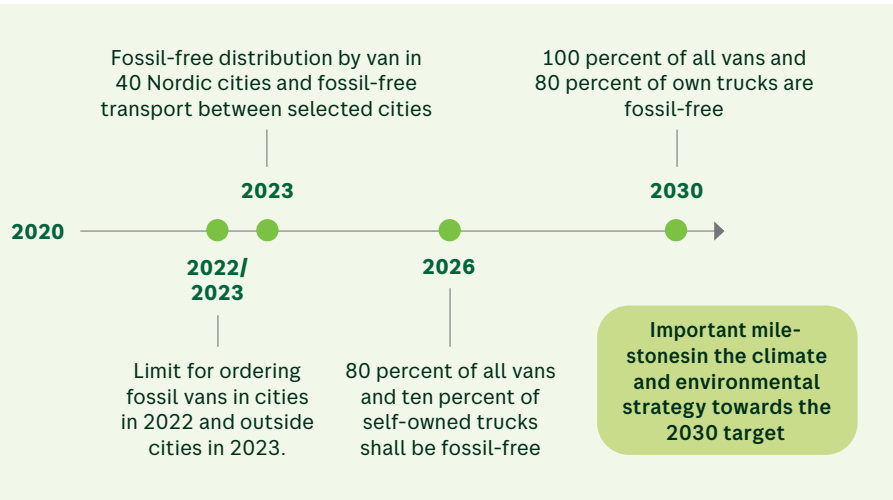 Fossil-free distribution by van in
40 Nordic cities and fossil-free
transport between selected cities
100 percent of all vans and
80 percent of own trucks are
fossil-free
2023
2030
2020
2022/
2023
2026
Limit for ordering
fossil vans in cities
in 2022 and outside
cities in 2023.
80 percent of all vans
and ten percent of
self-owned trucks
shall be fossil-free
Important mile-
stonesin the climate
and environmental
strategy towards the
2030 target